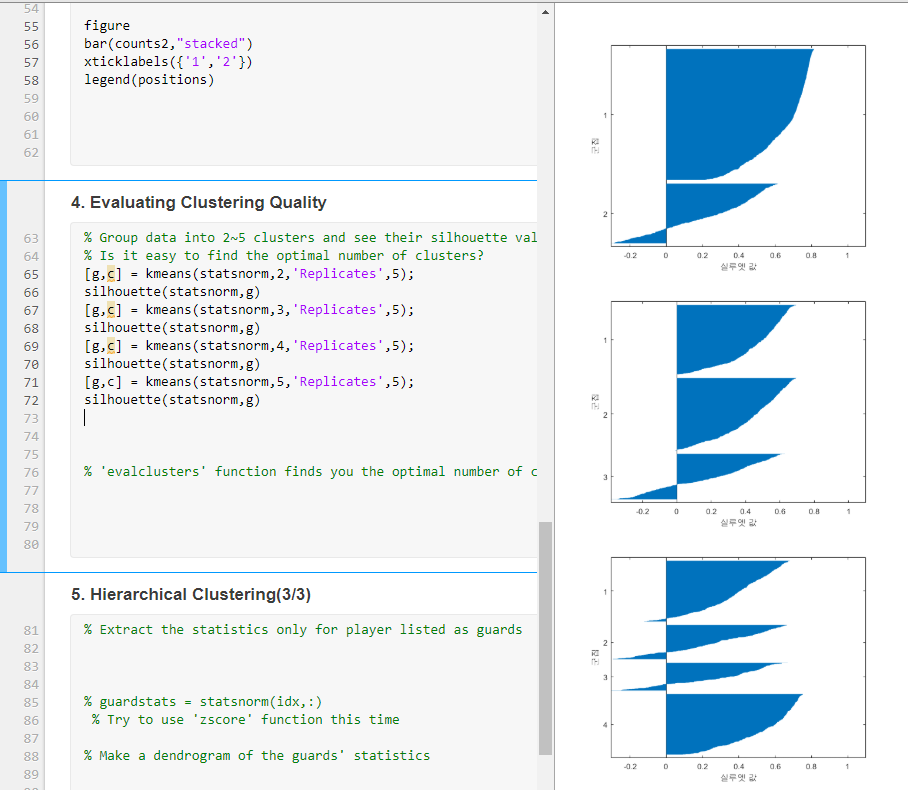 54
55 figure
56 bar(counts2,"stacked")
57 xticklabels({'1','2'})
58 legend(positions)
59
60
61
62
4. Evaluating Clustering Quality
63 % Group data into 2~5 clusters and see their silhouette val
64 % Is it easy to find the optimal number of clusters?
65 [g,c] = kmeans(statsnorm,2,'Replicates',5);
66 silhouette(statsnorm,g)
67 [g,c] = kmeans(statsnorm,3,'Replicates',5);
68 silhouette(statsnorm,g)
69 [g,c] = kmeans(statsnorm,4,'Replicates',5);
70 silhouette(statsnorm,g)
71 [g,c] = kmeans(statsnorm,5,'Replicates',5);
72 silhouette(statsnorm,g)
73
74
75
76 % 'evalclusters' function finds you the optimal number of c
77
78
79
80
5. Hierarchical Clustering(3/3)
81 % Extract the statistics only for player listed as guards
82
83
84
85 % guardstats = statsnorm(idx,:)
86 % Try to use 'zscore' function this time
87
88 % Make a dendrogram of the guards' statistics
89
1
군집
2
-0.2 0 0.2 0.4 0.6 0.8 1
실루엣 값
1
군집
2
3
-0.2 0 0.2 0.4 0.6 0.8 1
실루엣 값
1
2
군집
3
4
-0.2 0 0.2 0.4 0.6 0.8 1
실루엣 값